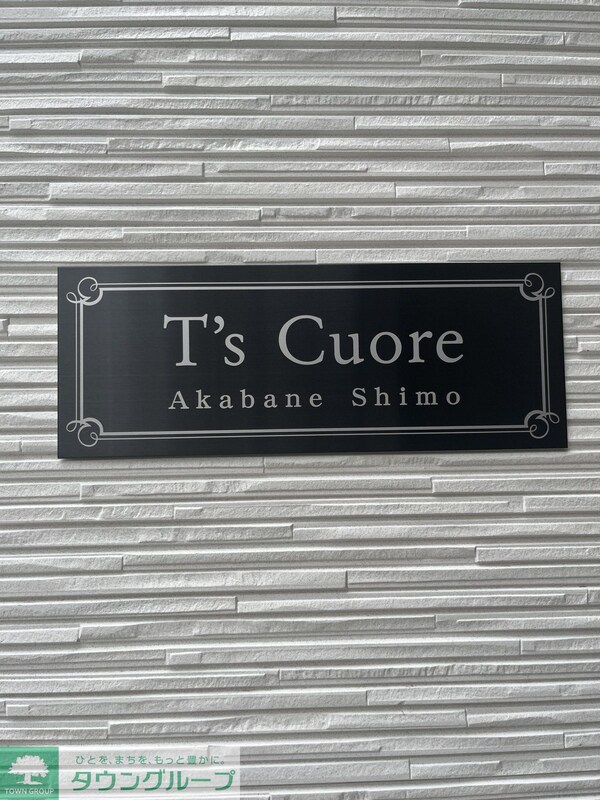 T's Cuore
Akabane Shimo
ひとを、まちを、もっと豊かに。
タウングループ
TOWN GROUP